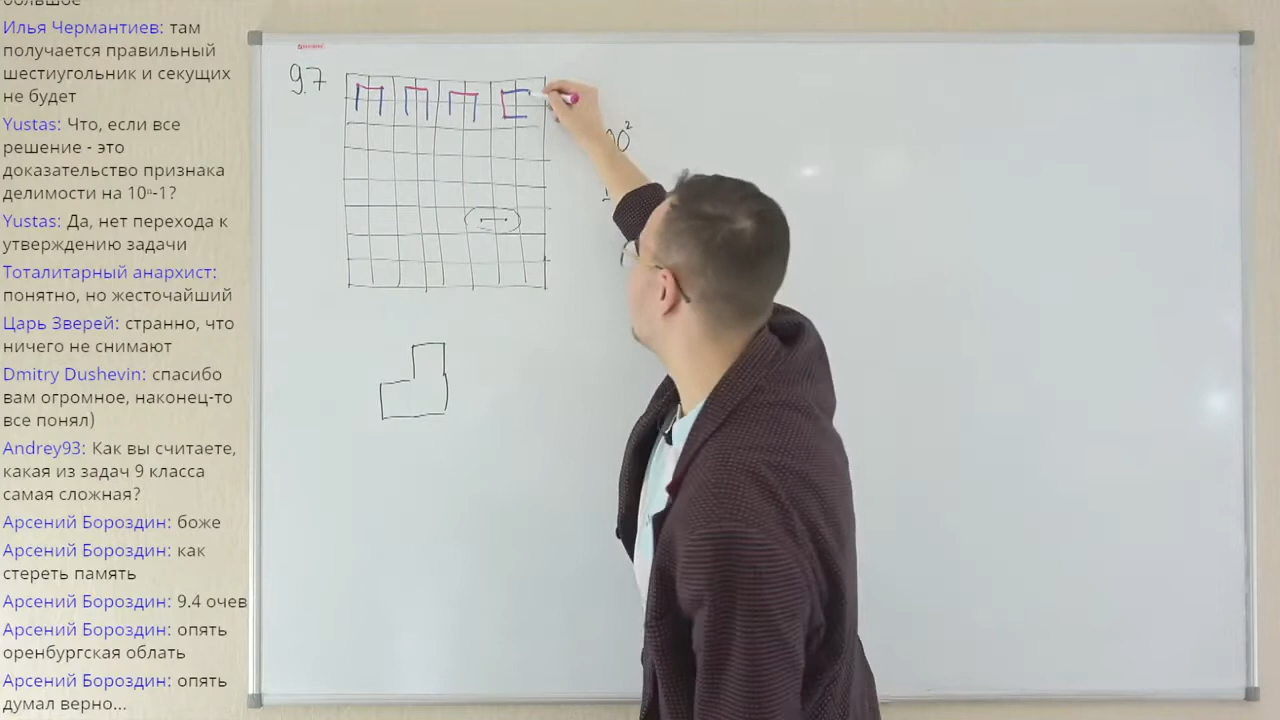 большое
Илья Чермантиев: там
получается правильный
шестиугольник и секущих
не будет
Yustas: Что, если все
решение - это
доказательство признака
делимости на 10ⁿ-1?
Yustas: Да, нет перехода к
утверждению задачи
Тоталитарный анархист:
понятно, но жесточайший
Царь Зверей: странно, что
ничего не снимают
Dmitry Dushevin: спасибо
вам огромное, наконец-то
все понял)
Andrey93: Как вы считаете,
какая из задач 9 класса
самая сложная?
Арсений Бороздин: боже
Арсений Бороздин: как
стереть память
Арсений Бороздин: 9.4 очев
Арсений Бороздин: опять
оренбургская облать
Арсений Бороздин: опять
думал верно...
9.7